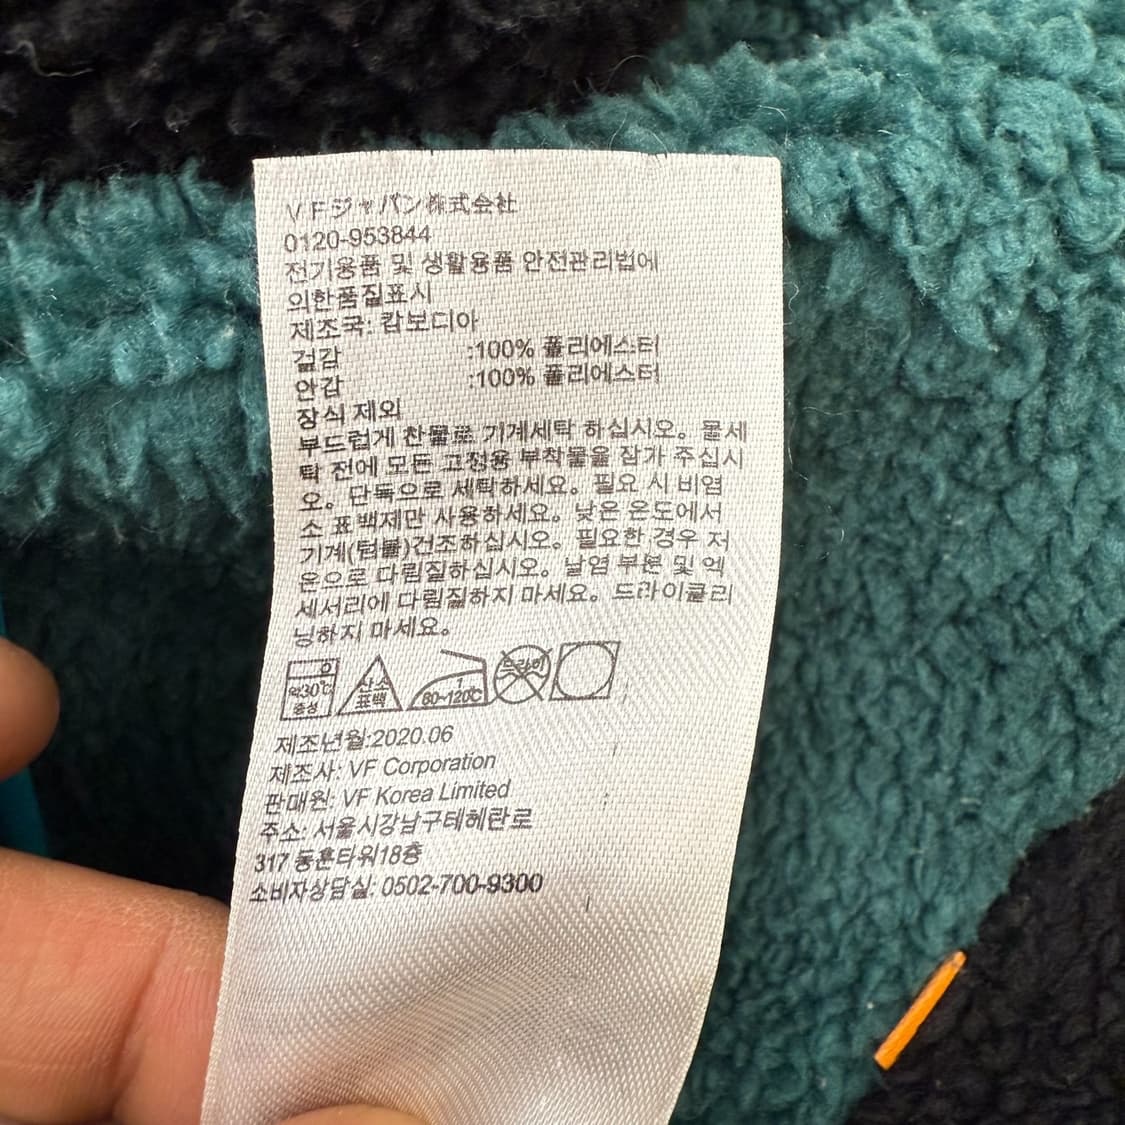 VFジャパン株式会社
0120-953844
전기용품 및 생활용품 안전관리법에
의한품질표시
제조국: 캄보디아
겉감 :100% 폴리에스터
안감 :100% 폴리에스터
장식 제외
부드럽게 찬물로 기계세탁 하십시오。물세
탁 전에 모든 고정용 부착물을 잠가 주십시
오。단독으로 세탁하세요。필요 시 비염
소 표백제만 사용하세요。낮은 온도에서
기계(텀블)건조하십시오。필요한 경우 저
온으로 다림질하십시오。날염 부분 및 엑
세서리에 다림질하지 마세요。드라이클리
닝하지 마세요。
약30℃ 중성 산소 표백 80~120℃ 드라이
제조년월:2020.06
제조사: VF Corporation
판매원: VF Korea Limited
주소: 서울시강남구테헤란로
317 동훈타워18층
소비자상담실: 0502-700-9300